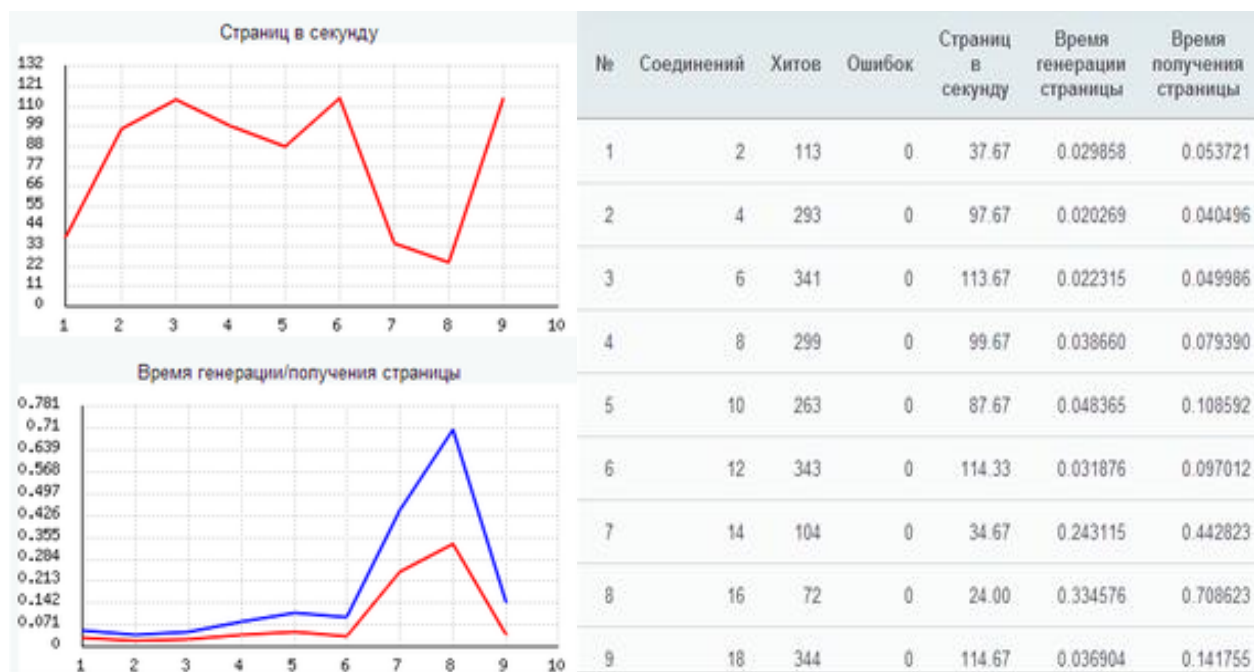 Страниц в секунду
132
121
110
99
88
77
66
55
44
33
22
11
0
1 2 3 4 5 6 7 8 9 10
Время генерации/получения страницы
0.781
0.71
0.639
0.568
0.497
0.426
0.355
0.284
0.213
0.142
0.071
0
1 2 3 4 5 6 7 8 9 10
№ Соединений Хитов Ошибок Страниц в секунду Время генерации страницы Время получения страницы
1 2 113 0 37.67 0.029858 0.053721
2 4 293 0 97.67 0.020269 0.040496
3 6 341 0 113.67 0.022315 0.049986
4 8 299 0 99.67 0.038660 0.079390
5 10 263 0 87.67 0.048365 0.108592
6 12 343 0 114.33 0.031876 0.097012
7 14 104 0 34.67 0.243115 0.442823
8 16 72 0 24.00 0.334576 0.708623
9 18 344 0 114.67 0.036904 0.141755